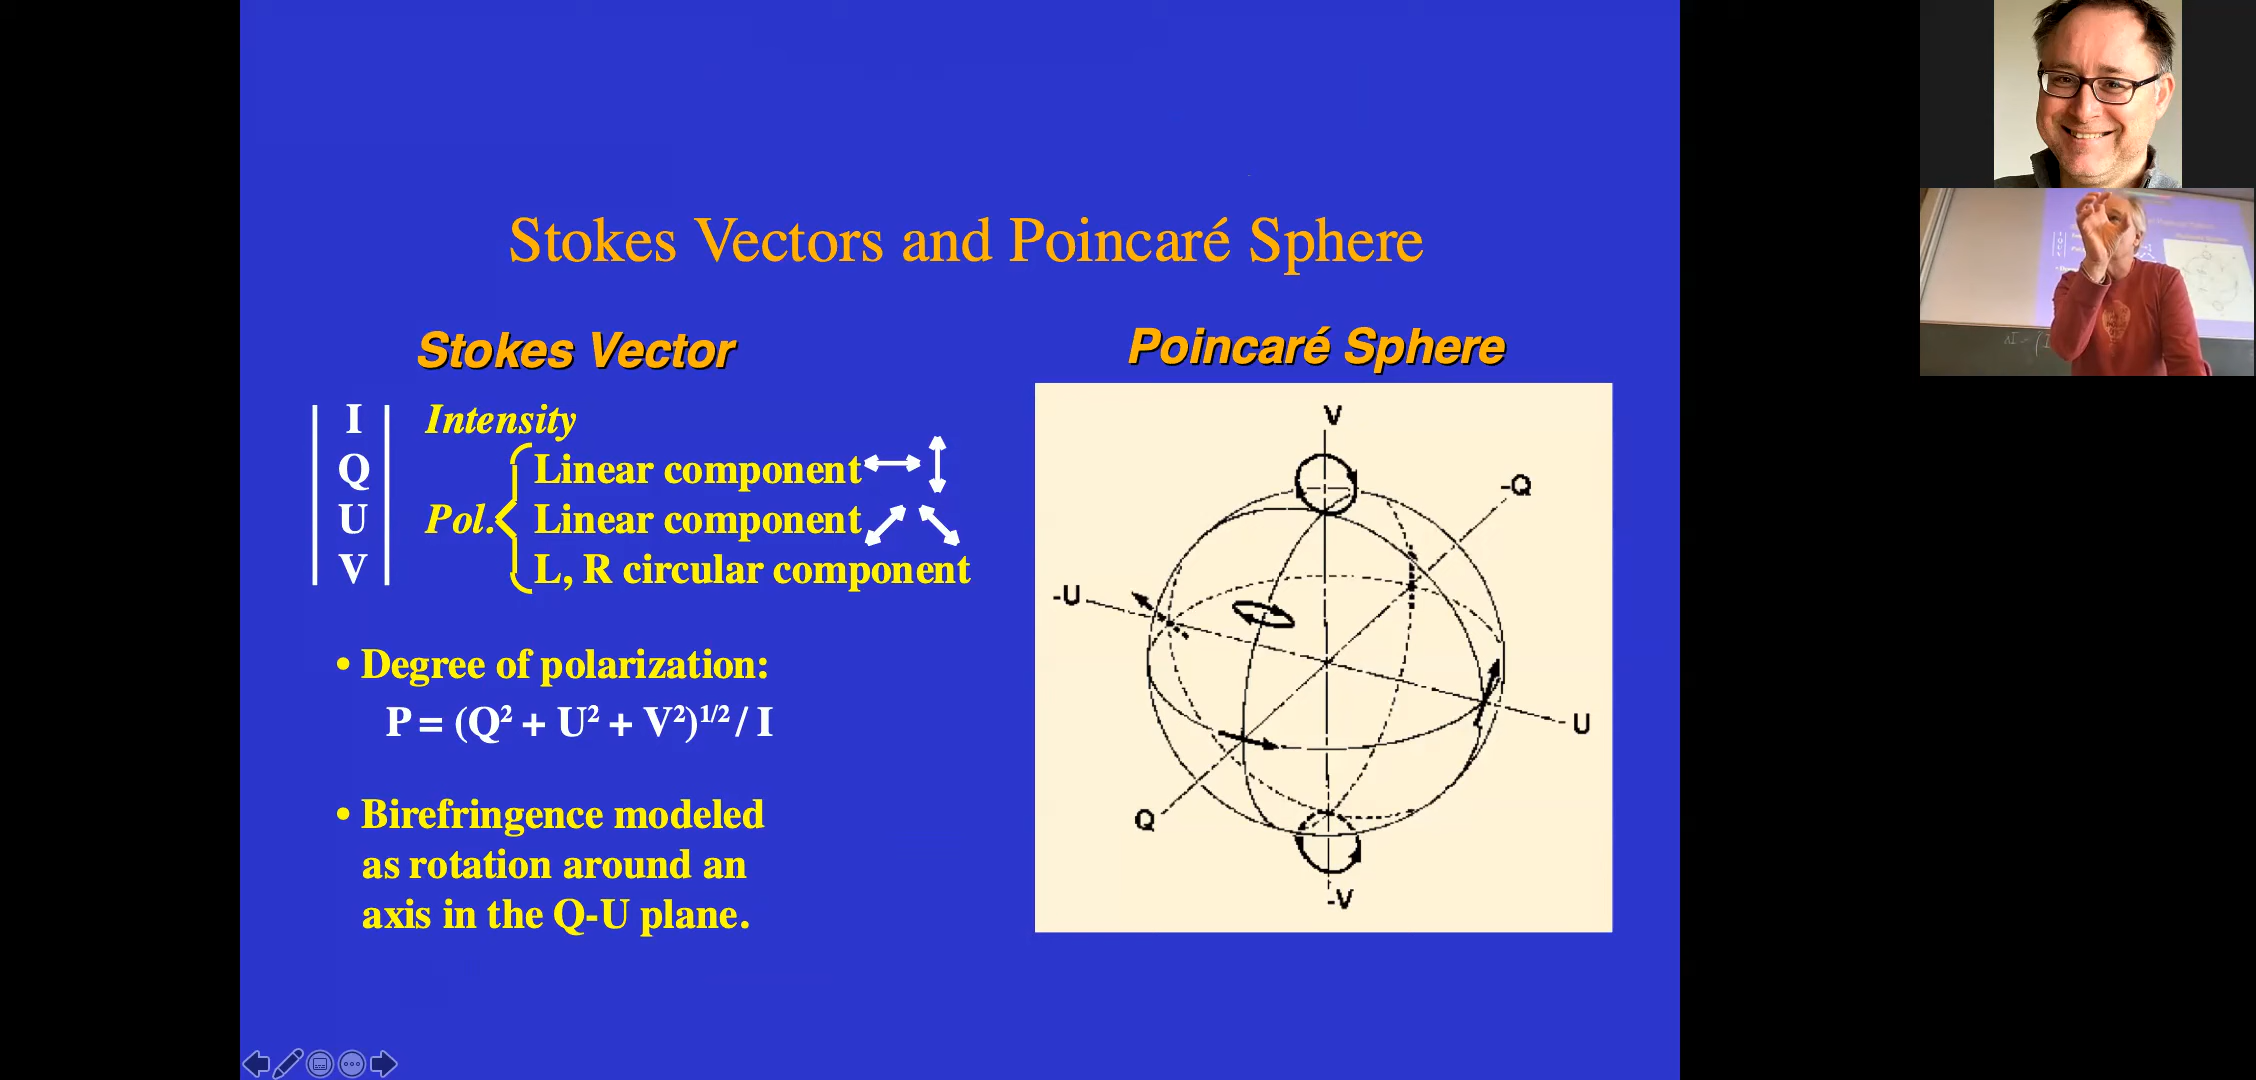 Stokes Vectors and Poincaré Sphere
Stokes Vector
I Intensity
Q Linear component
U Pol. Linear component
V L, R circular component
• Degree of polarization:
P = (Q² + U² + V²)¹/² / I
• Birefringence modeled
as rotation around an
axis in the Q-U plane.
Poincaré Sphere
V
-Q
-U
U
Q
-V